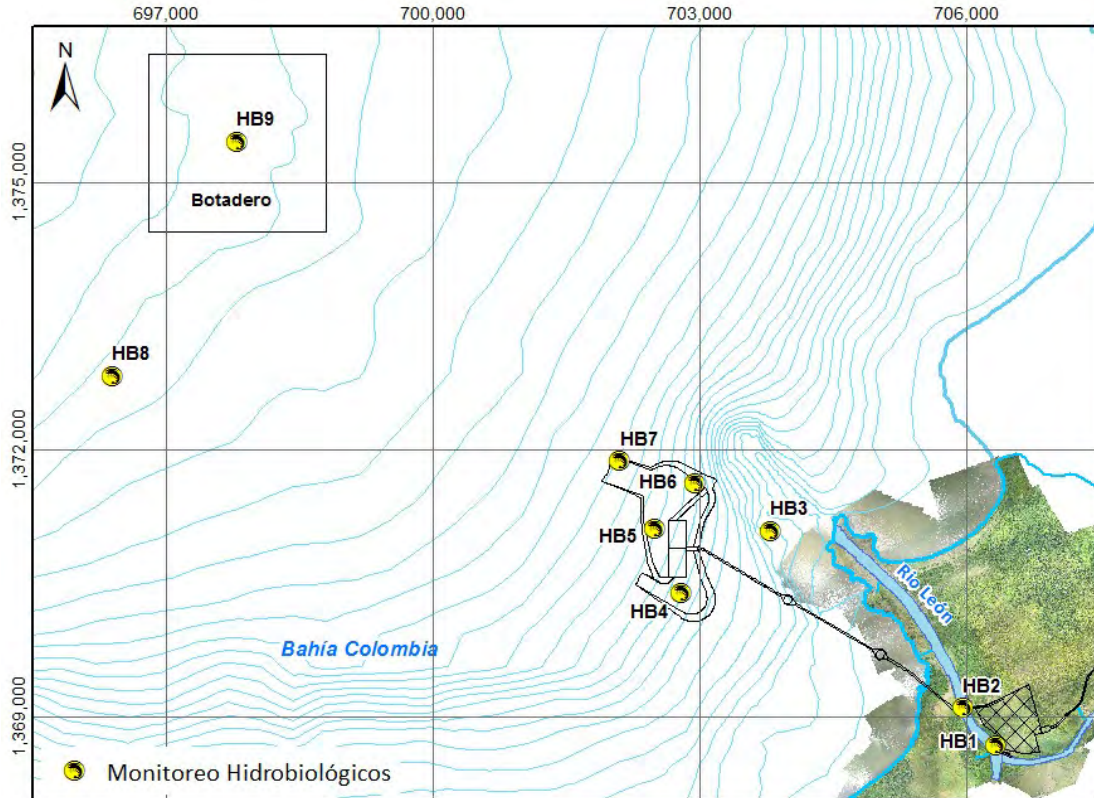 697,000
700,000
703,000
706,000
N
HB9
1,375,000
Botadero
HB8
1,372,000
HB7
HB6
HB3
HB5
Río León
HB4
Bahía Colombia
HB2
1,369,000
HB1
Monitoreo Hidrobiológicos